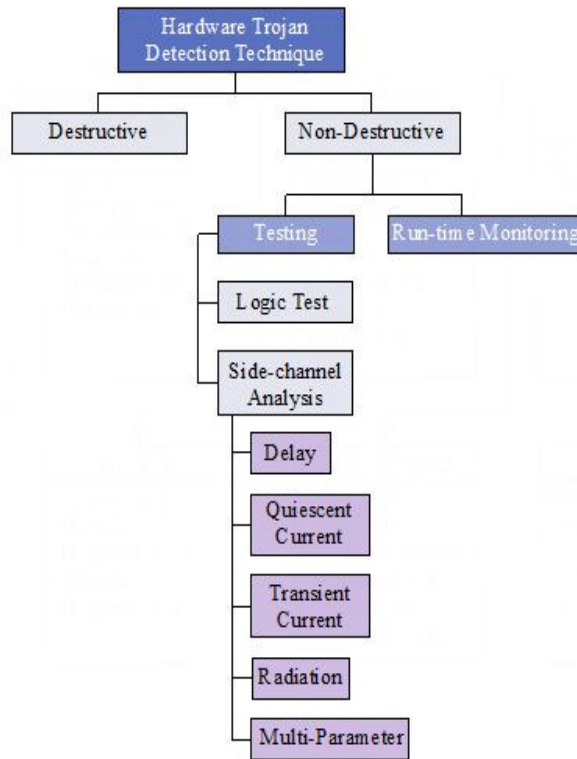 Hardware Trojan
Detection Technique
Destructive
Non-Destructive
Testing
Run-time Monitoring
Logic Test
Side-channel
Analysis
Delay
Quiescent
Current
Transient
Current
Radiation
Multi-Parameter